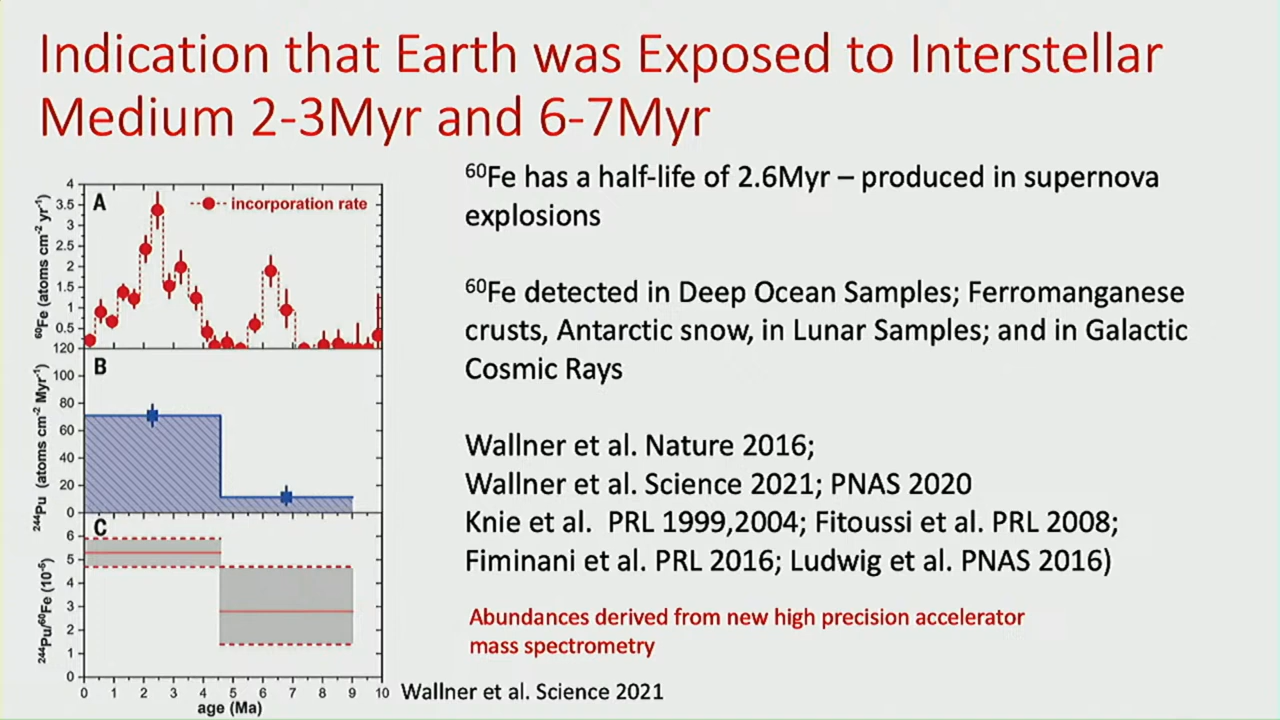 Indication that Earth was Exposed to Interstellar
Medium 2-3Myr and 6-7Myr
⁶⁰Fe has a half-life of 2.6Myr – produced in supernova
explosions
⁶⁰Fe detected in Deep Ocean Samples; Ferromanganese
crusts, Antarctic snow, in Lunar Samples; and in Galactic
Cosmic Rays
Wallner et al. Nature 2016;
Wallner et al. Science 2021; PNAS 2020
Knie et al. PRL 1999,2004; Fitoussi et al. PRL 2008;
Fiminani et al. PRL 2016; Ludwig et al. PNAS 2016)
Abundances derived from new high precision accelerator
mass spectrometry
A
incorporation rate
⁶⁰Fe (atoms cm⁻² yr⁻¹)
4
3.5
3
2.5
2
1.5
1
0.5
B
²⁴⁴Pu (atoms cm⁻² Myr⁻¹)
120
100
80
60
40
20
0
C
²⁴⁴Pu/⁶⁰Fe (10⁻⁵)
6
5
4
3
2
1
0
0 1 2 3 4 5 6 7 8 9 10
age (Ma)
Wallner et al. Science 2021